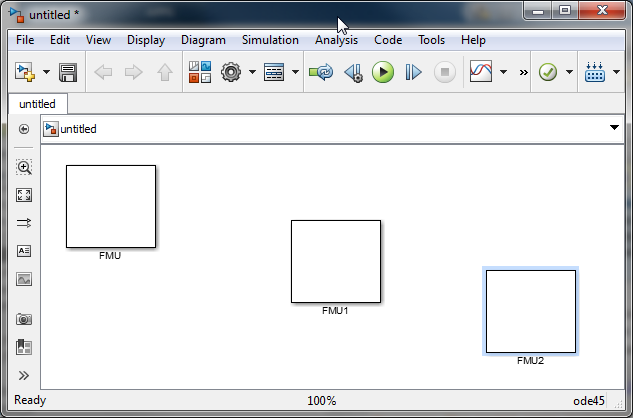 untitled *
File Edit View Display Diagram Simulation Analysis Code Tools Help
»
untitled
untitled
FMU
FMU1
FMU2
Ready 100% ode45